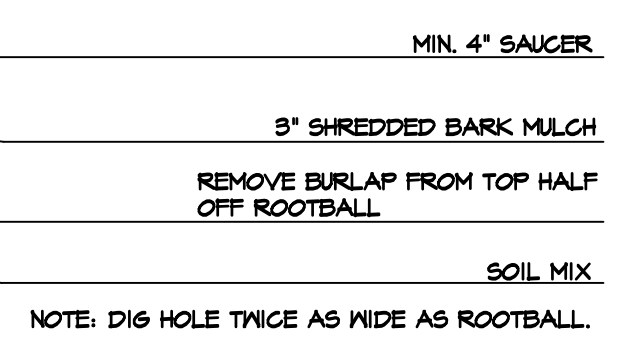 MIN. 4" SAUCER
3" SHREDDED BARK MULCH
REMOVE BURLAP FROM TOP HALF
OFF ROOTBALL
SOIL MIX
NOTE: DIG HOLE TWICE AS WIDE AS ROOTBALL.